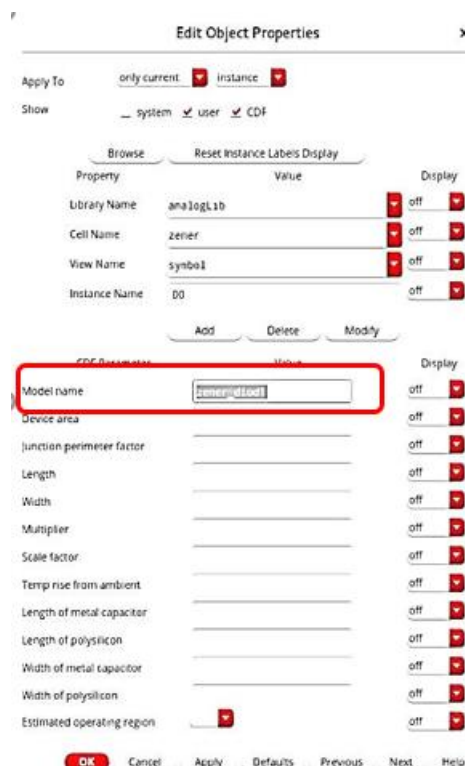 Edit Object Properties ×
Apply To only current instance
Show system user CDF
Browse Reset Instance Labels Display
Property Value Display
Library Name analogLib off
Cell Name zener off
View Name symbol off
Instance Name D0 off
Add Delete Modify
CDF Parameter Value Display
Model name off
Device area off
Junction perimeter factor off
Length off
Width off
Multiplier off
Scale factor off
Temp rise from ambient off
Length of metal capacitor off
Length of polysilicon off
Width of metal capacitor off
Width of polysilicon off
Estimated operating region off
OK Cancel Apply Defaults Previous Next Help